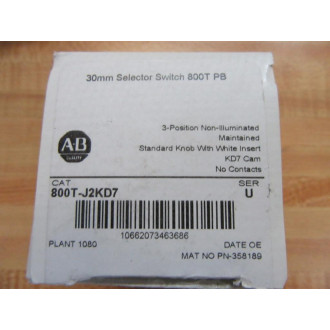 30mm Selector Switch 800T PB
AB
QUALITY
3-Position Non-Illuminated
Maintained
Standard Knob With White Insert
KD7 Cam
No Contacts
CAT SER
800T-J2KD7 U
10662073463686
PLANT 1080 DATE OE
MAT NO PN-358189